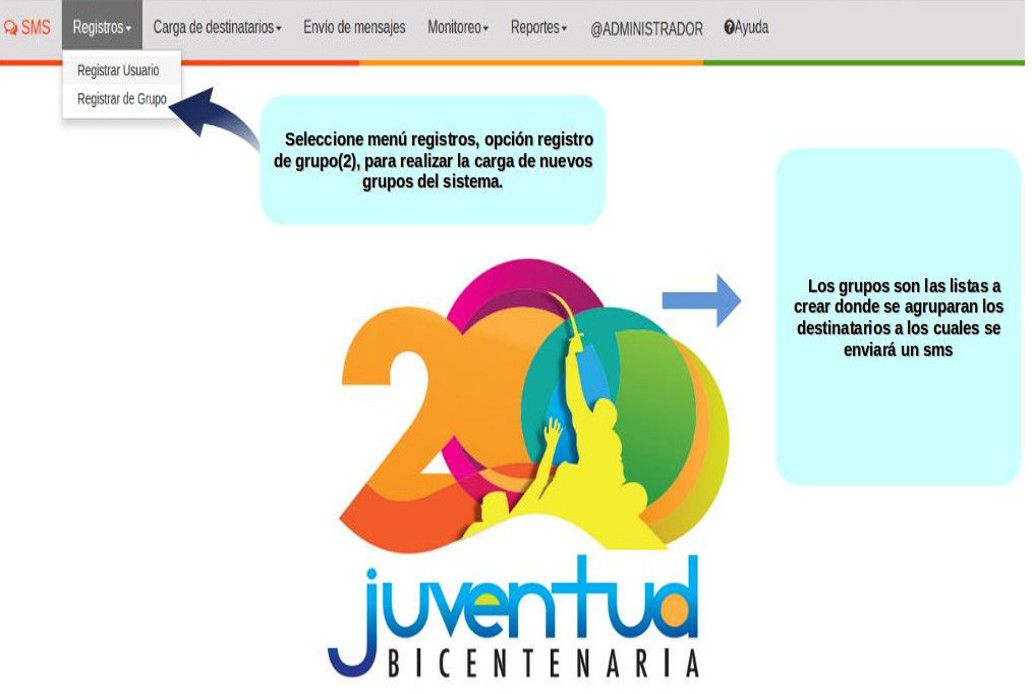 SMS Registros Carga de destinatarios Envío de mensajes Monitoreo Reportes @ADMINISTRADOR Ayuda
Registrar Usuario
Registrar de Grupo
Seleccione menú registros, opción registro
de grupo(2), para realizar la carga de nuevos
grupos del sistema.
Los grupos son las listas a
crear donde se agruparan los
destinatarios a los cuales se
enviará un sms
200
juventud
BICENTENARIA